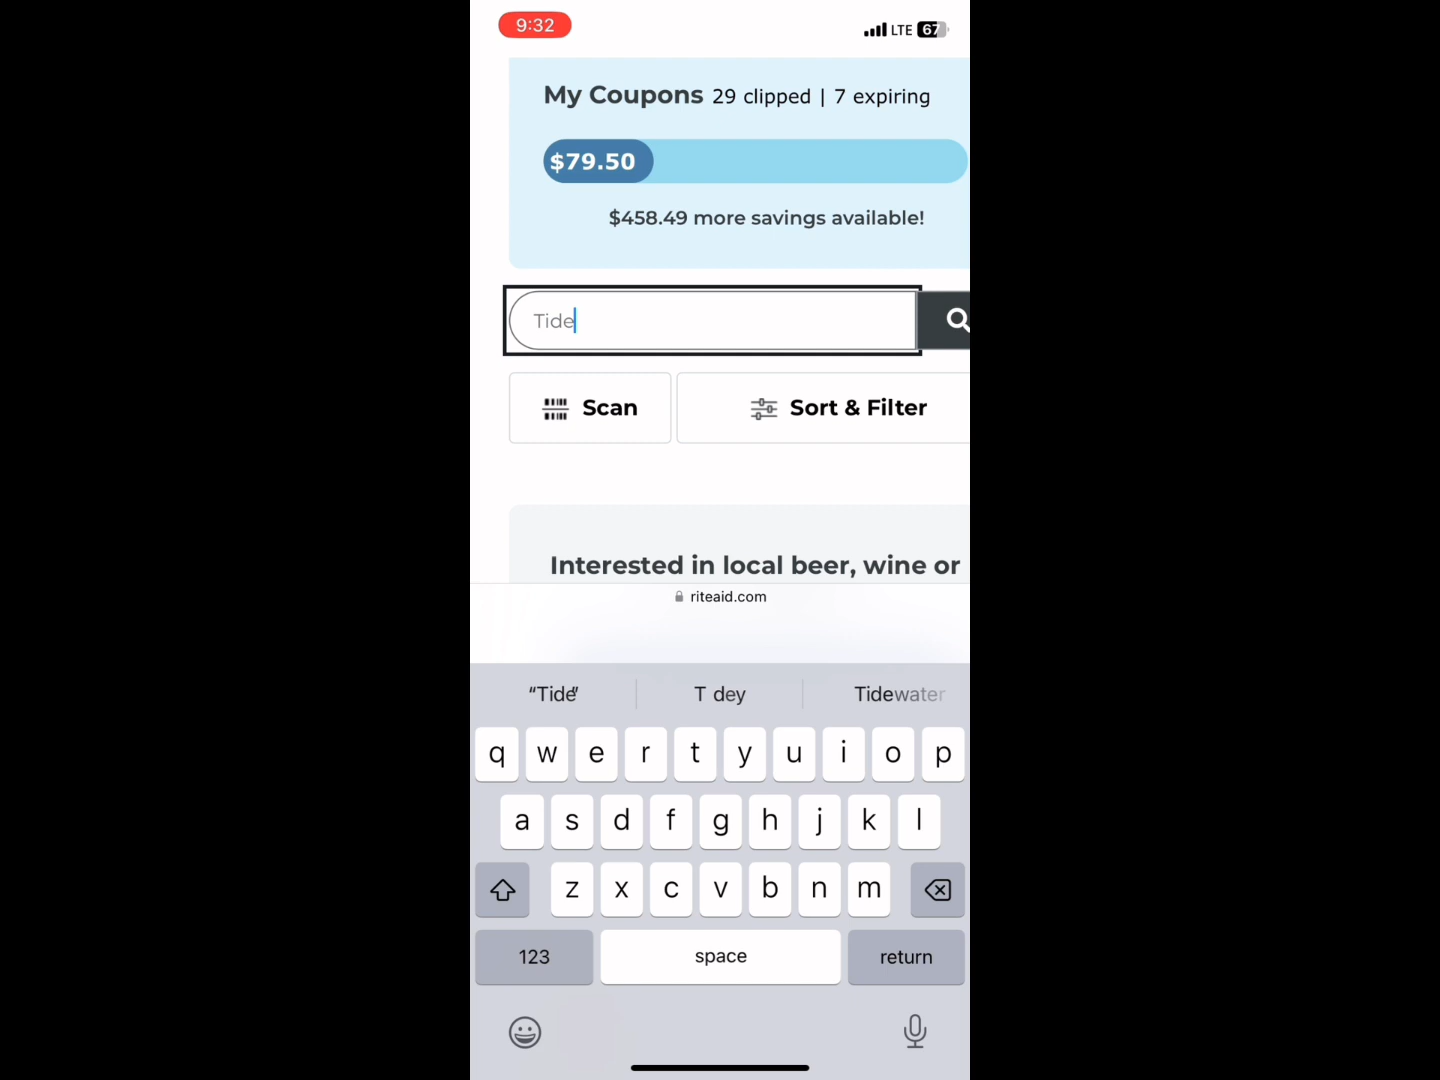 9:32
LTE 67
My Coupons 29 clipped | 7 expiring
$79.50
$458.49 more savings available!
Tide
Scan
Sort & Filter
Interested in local beer, wine or
riteaid.com
“Tide” T dey Tidewater
q w e r t y u i o p
a s d f g h j k l
z x c v b n m
123 space return